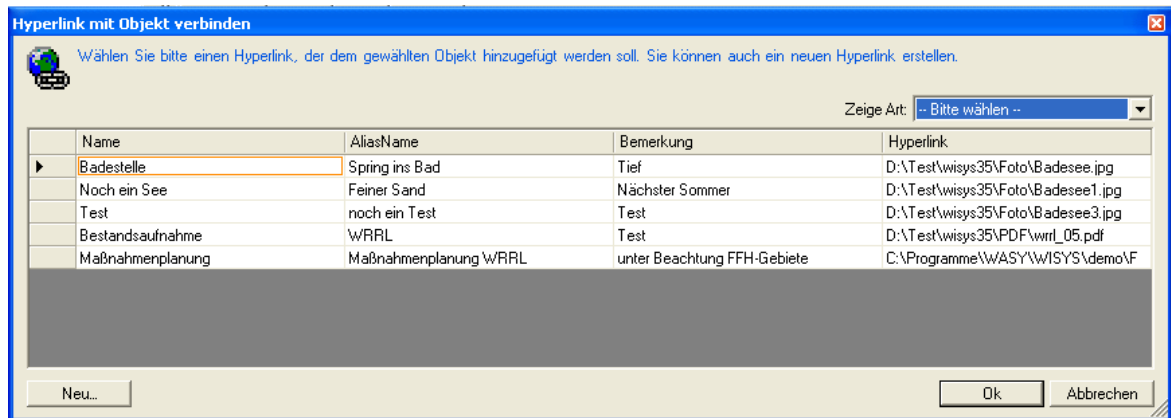 Hyperlink mit Objekt verbinden
Wählen Sie bitte einen Hyperlink, der dem gewählten Objekt hinzugefügt werden soll. Sie können auch ein neuen Hyperlink erstellen.
Zeige Art: -- Bitte wählen --
Name AliasName Bemerkung Hyperlink
Badestelle Spring ins Bad Tief D:\Test\wisys35\Foto\Badesee.jpg
Noch ein See Feiner Sand Nächster Sommer D:\Test\wisys35\Foto\Badesee1.jpg
Test noch ein Test Test D:\Test\wisys35\Foto\Badesee3.jpg
Bestandsaufnahme WRRL Test D:\Test\wisys35\PDF\wrrl_05.pdf
Maßnahmenplanung Maßnahmenplanung WRRL unter Beachtung FFH-Gebiete C:\Programme\WASY\WISYS\demo\F
Neu... Ok Abbrechen